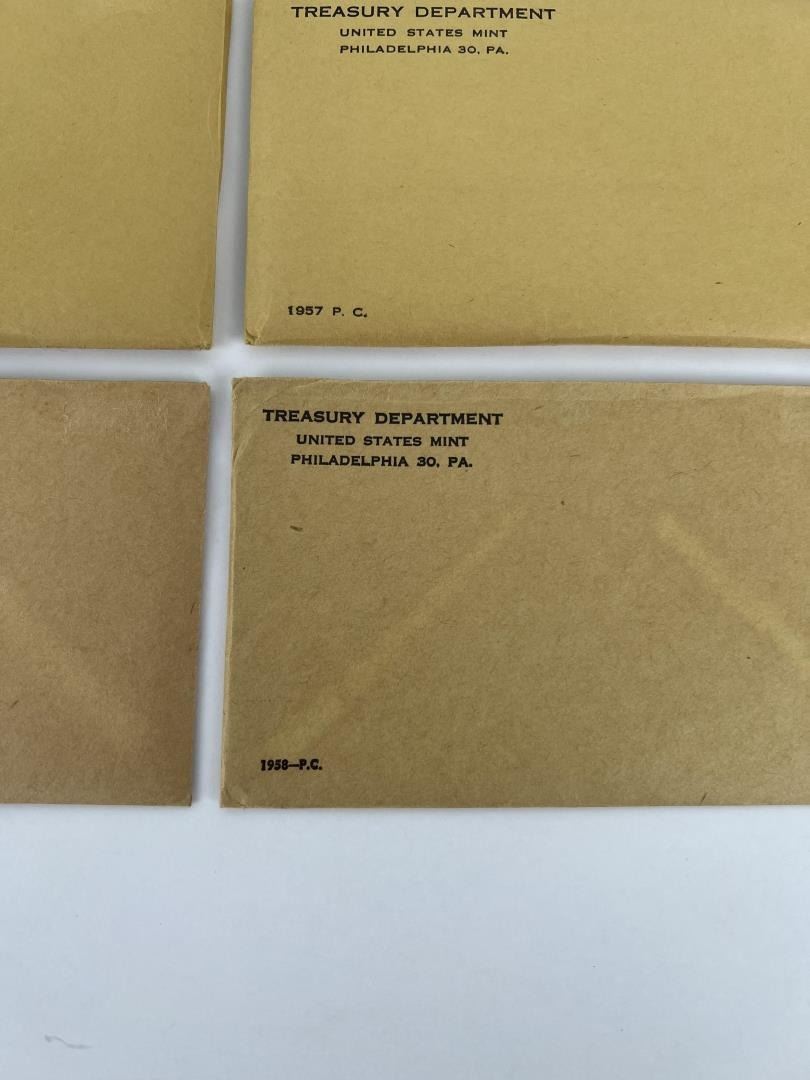 TREASURY DEPARTMENT
UNITED STATES MINT
PHILADELPHIA 30, PA.
1957 P. C.
TREASURY DEPARTMENT
UNITED STATES MINT
PHILADELPHIA 30, PA.
1958—P.C.